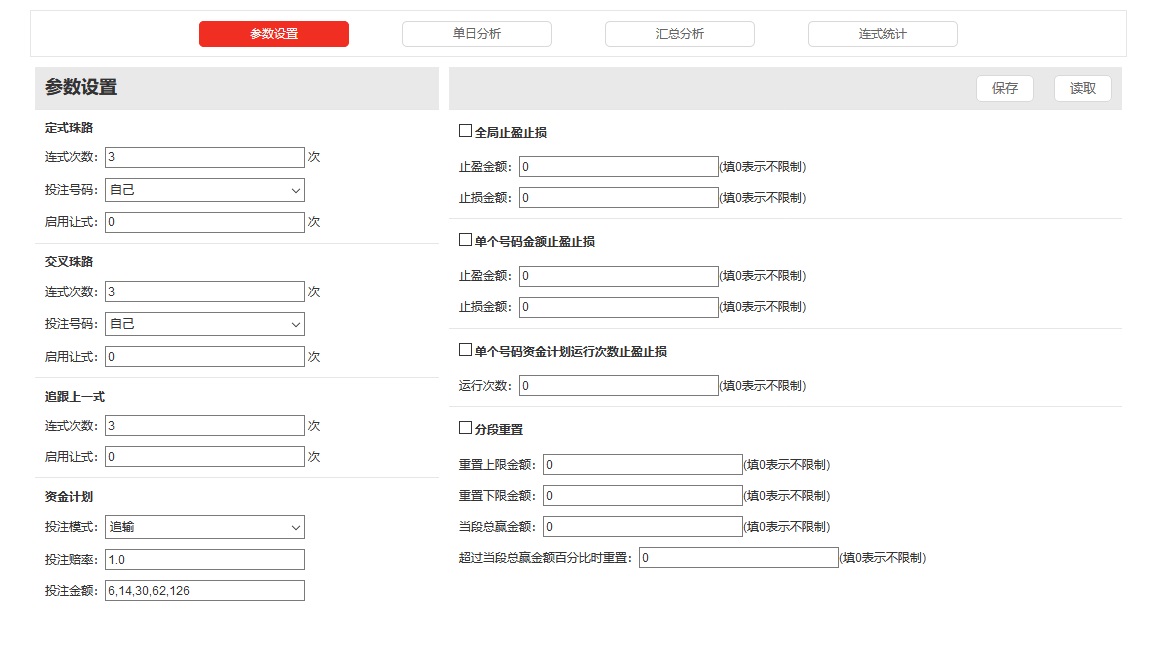 参数设置
单日分析
汇总分析
连式统计
参数设置
保存
读取
定式珠路
连式次数: 3 次
投注号码: 自己
启用让式: 0 次
交叉珠路
连式次数: 3 次
投注号码: 自己
启用让式: 0 次
追跟上一式
连式次数: 3 次
启用让式: 0 次
资金计划
投注模式: 追输
投注赔率: 1.0
投注金额: 6,14,30,62,126
全局止盈止损
止盈金额: 0 (填0表示不限制)
止损金额: 0 (填0表示不限制)
单个号码金额止盈止损
止盈金额: 0 (填0表示不限制)
止损金额: 0 (填0表示不限制)
单个号码资金计划运行次数止盈止损
运行次数: 0 (填0表示不限制)
分段重置
重置上限金额: 0 (填0表示不限制)
重置下限金额: 0 (填0表示不限制)
当段总赢金额: 0 (填0表示不限制)
超过当段总赢金额百分比时重置: 0 (填0表示不限制)